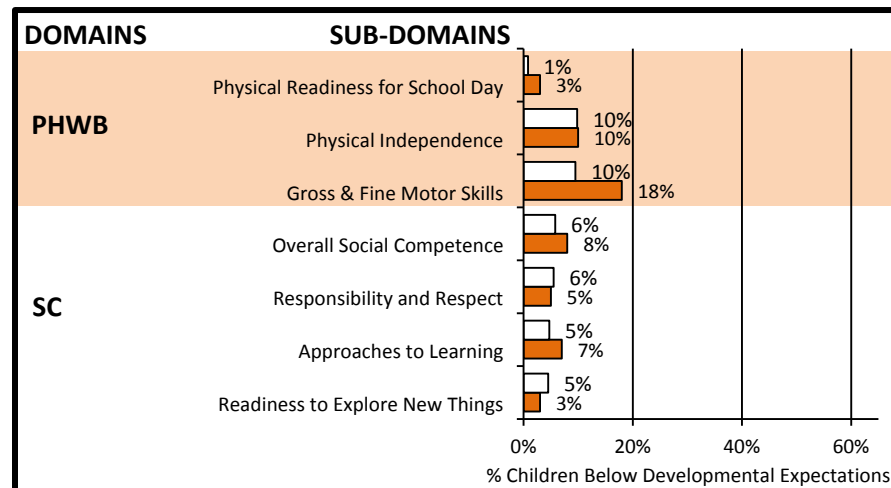 DOMAINS SUB-DOMAINS
PHWB
Physical Readiness for School Day 1% 3%
Physical Independence 10% 10%
Gross & Fine Motor Skills 10% 18%
SC
Overall Social Competence 6% 8%
Responsibility and Respect 6% 5%
Approaches to Learning 5% 7%
Readiness to Explore New Things 5% 3%
0% 20% 40% 60%
% Children Below Developmental Expectations